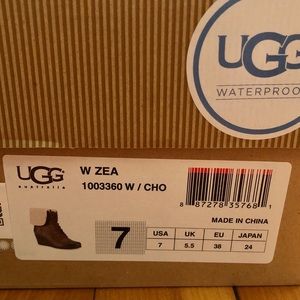 UGG
WATERPROO
UGG
australia
W ZEA
1003360 W / CHO
8 87278 35768 1
MADE IN CHINA
7
USA UK EU JAPAN
7 5.5 38 24